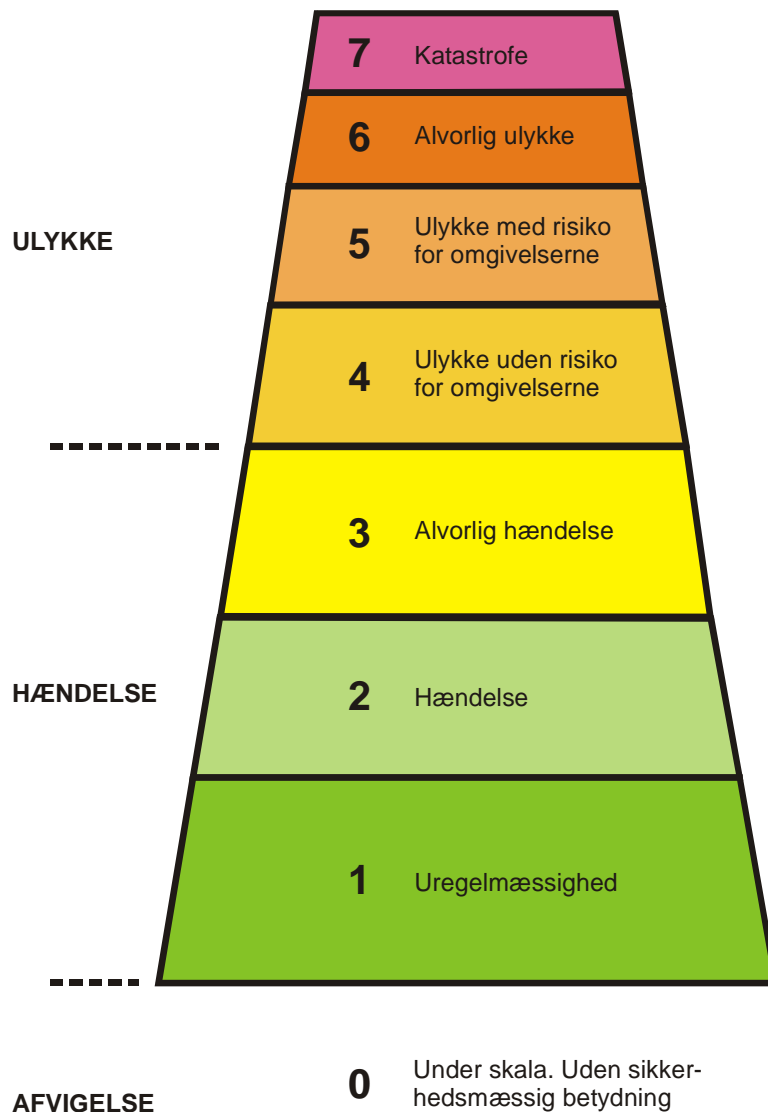 7 Katastrofe
6 Alvorlig ulykke
ULYKKE
5 Ulykke med risiko
for omgivelserne
4 Ulykke uden risiko
for omgivelserne
3 Alvorlig hændelse
HÆNDELSE
2 Hændelse
1 Uregelmæssighed
AFVIGELSE
0 Under skala. Uden sikker-
hedsmæssig betydning